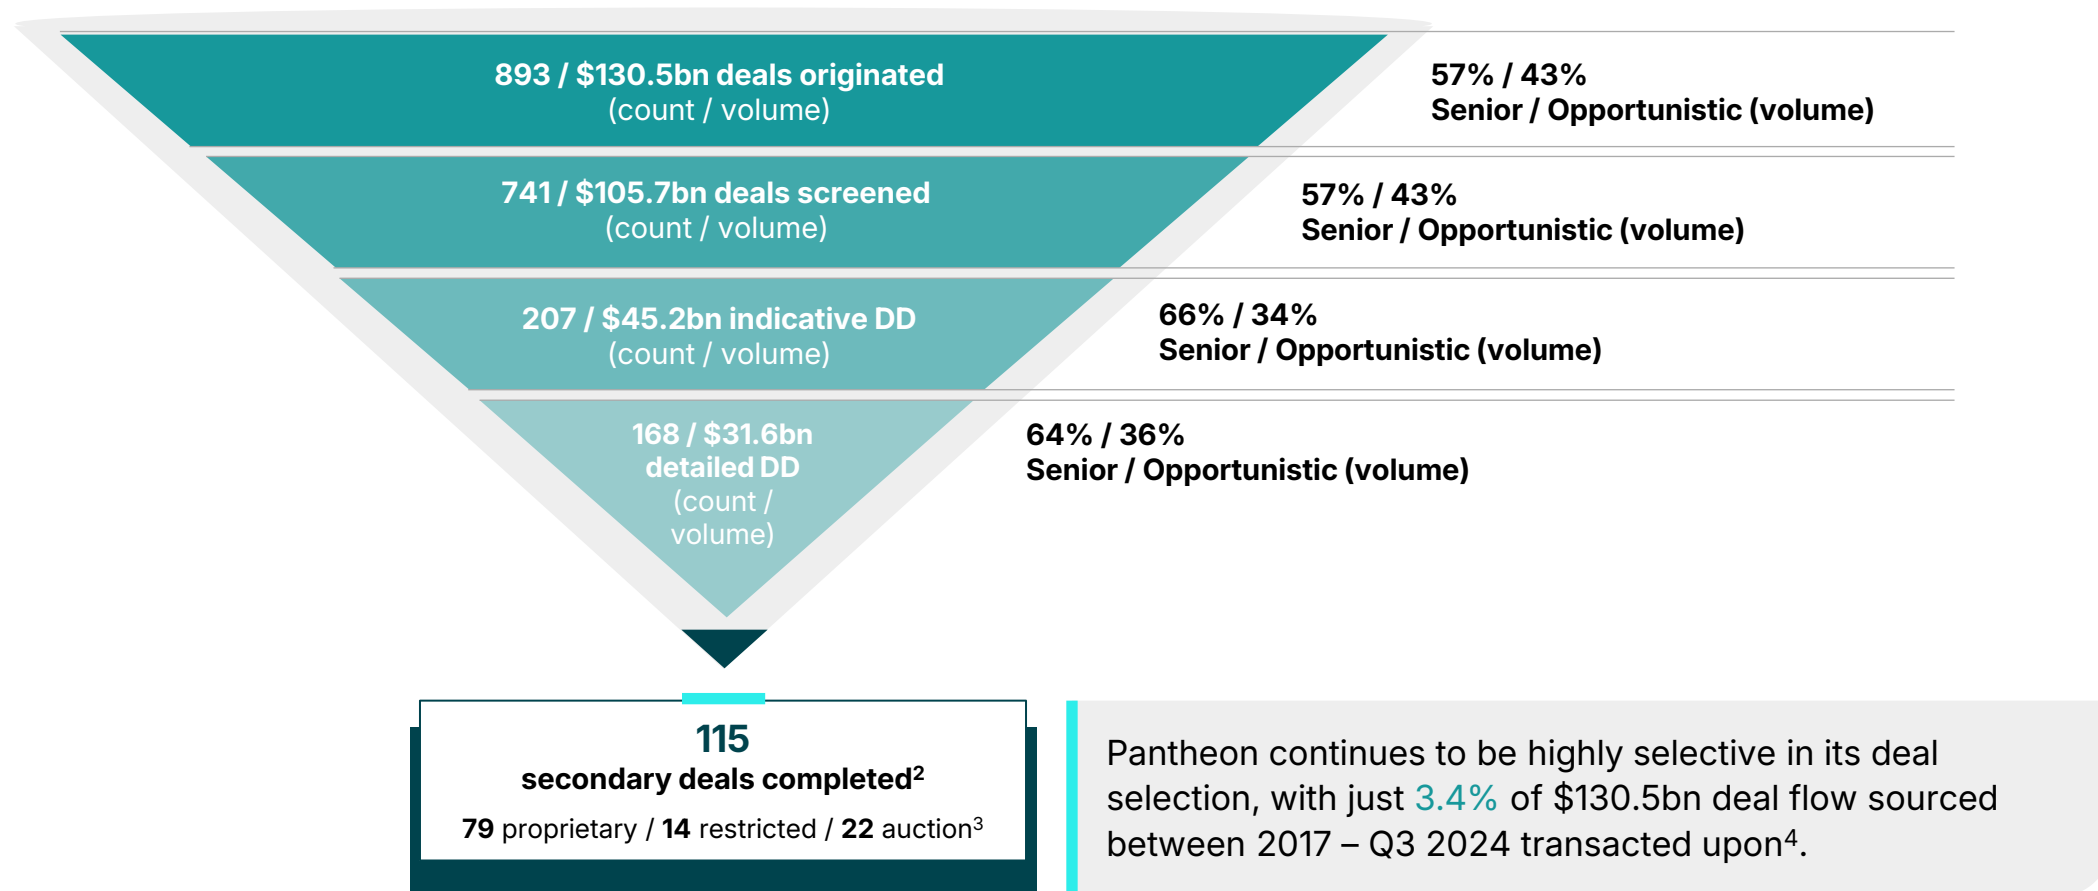 893 / $130.5bn deals originated
(count / volume)
57% / 43%
Senior / Opportunistic (volume)
741 / $105.7bn deals screened
(count / volume)
57% / 43%
Senior / Opportunistic (volume)
207 / $45.2bn indicative DD
(count / volume)
66% / 34%
Senior / Opportunistic (volume)
168 / $31.6bn
detailed DD
(count /
volume)
64% / 36%
Senior / Opportunistic (volume)
115
secondary deals completed²
79 proprietary / 14 restricted / 22 auction³
Pantheon continues to be highly selective in its deal
selection, with just 3.4% of $130.5bn deal flow sourced
between 2017 – Q3 2024 transacted upon⁴.